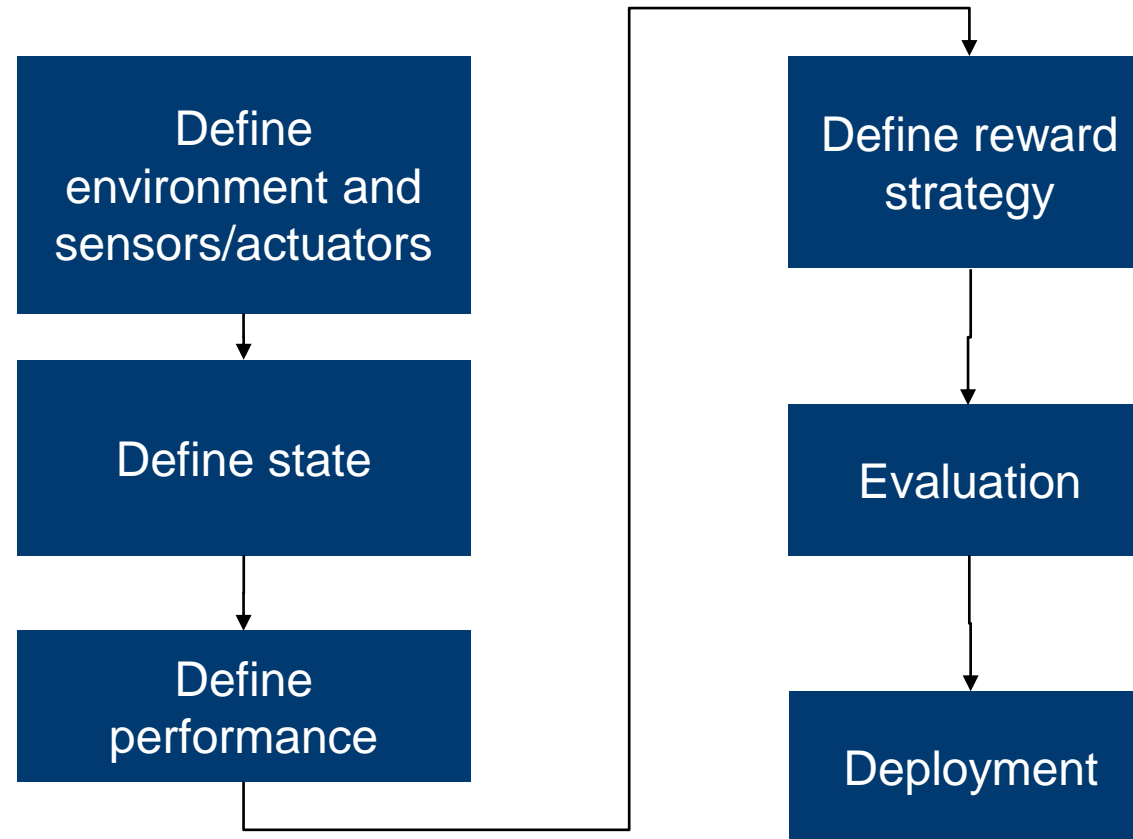 Define
environment and
sensors/actuators
Define state
Define
performance
Define reward
strategy
Evaluation
Deployment